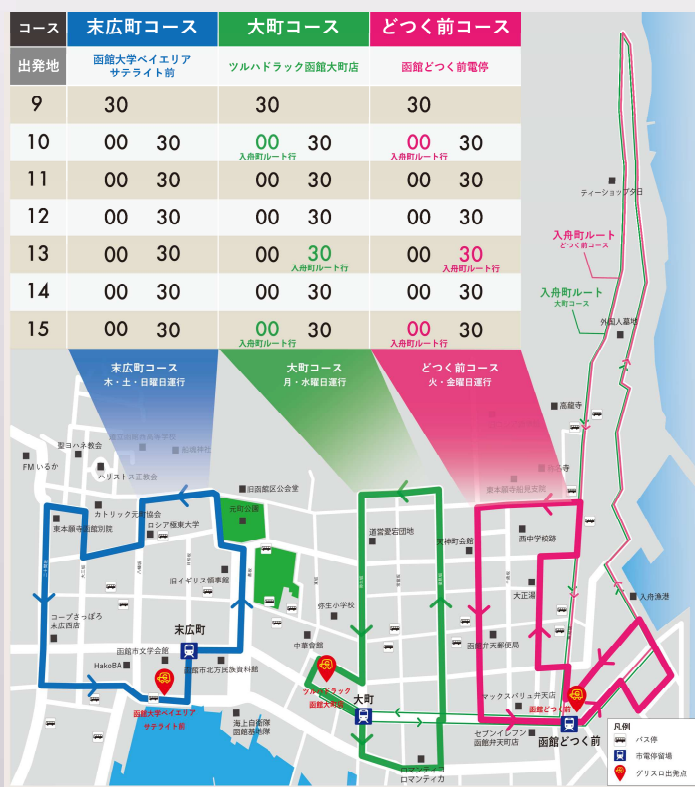 コース 末広町コース 大町コース どつく前コース
出発地 函館大学ベイエリア
サテライト前 ツルハドラック函館大町店 函館どつく前電停
9 30 30 30
10 00 30 00 30 00 30
入舟町ルート行 入舟町ルート行
11 00 30 00 30 00 30
12 00 30 00 30 00 30
13 00 30 00 30 00 30
入舟町ルート行 入舟町ルート行
14 00 30 00 30 00 30
15 00 30 00 30 00 30
入舟町ルート行 入舟町ルート行
末広町コース
木・土・日曜日運行
大町コース
月・水曜日運行
どつく前コース
火・金曜日運行
ティーショップ夕日
入舟町ルート
どつく前コース
入舟町ルート
大町コース
外国人墓地
高龍寺
船魂神社
聖ヨハネ教会
FMいるか
ハリストス正教会
旧函館区公会堂
東本願寺船見支院
カトリック元町協会
東本願寺函館別院
ロシア極東大学
元町公園
道営愛宕団地
西中学校跡
天神町会館
旧イギリス領事館
大正湯
入舟漁港
弥生小学校
コープさっぽろ
末広西店
末広町
中華會館
函館弁天郵便局
函館市文学館
HakoBA
函館市北方民族資料館
ツルハドラック
函館大町店
大町
マックスバリュ弁天店
函館どつく前
函館大学ベイエリア
サテライト前
海上自衛隊
函館基地隊
セブンイレブン
函館弁天町店
函館どつく前
ロマンティコ
ロマンティカ
凡例
バス停
市電停留場
グリスロ出発点